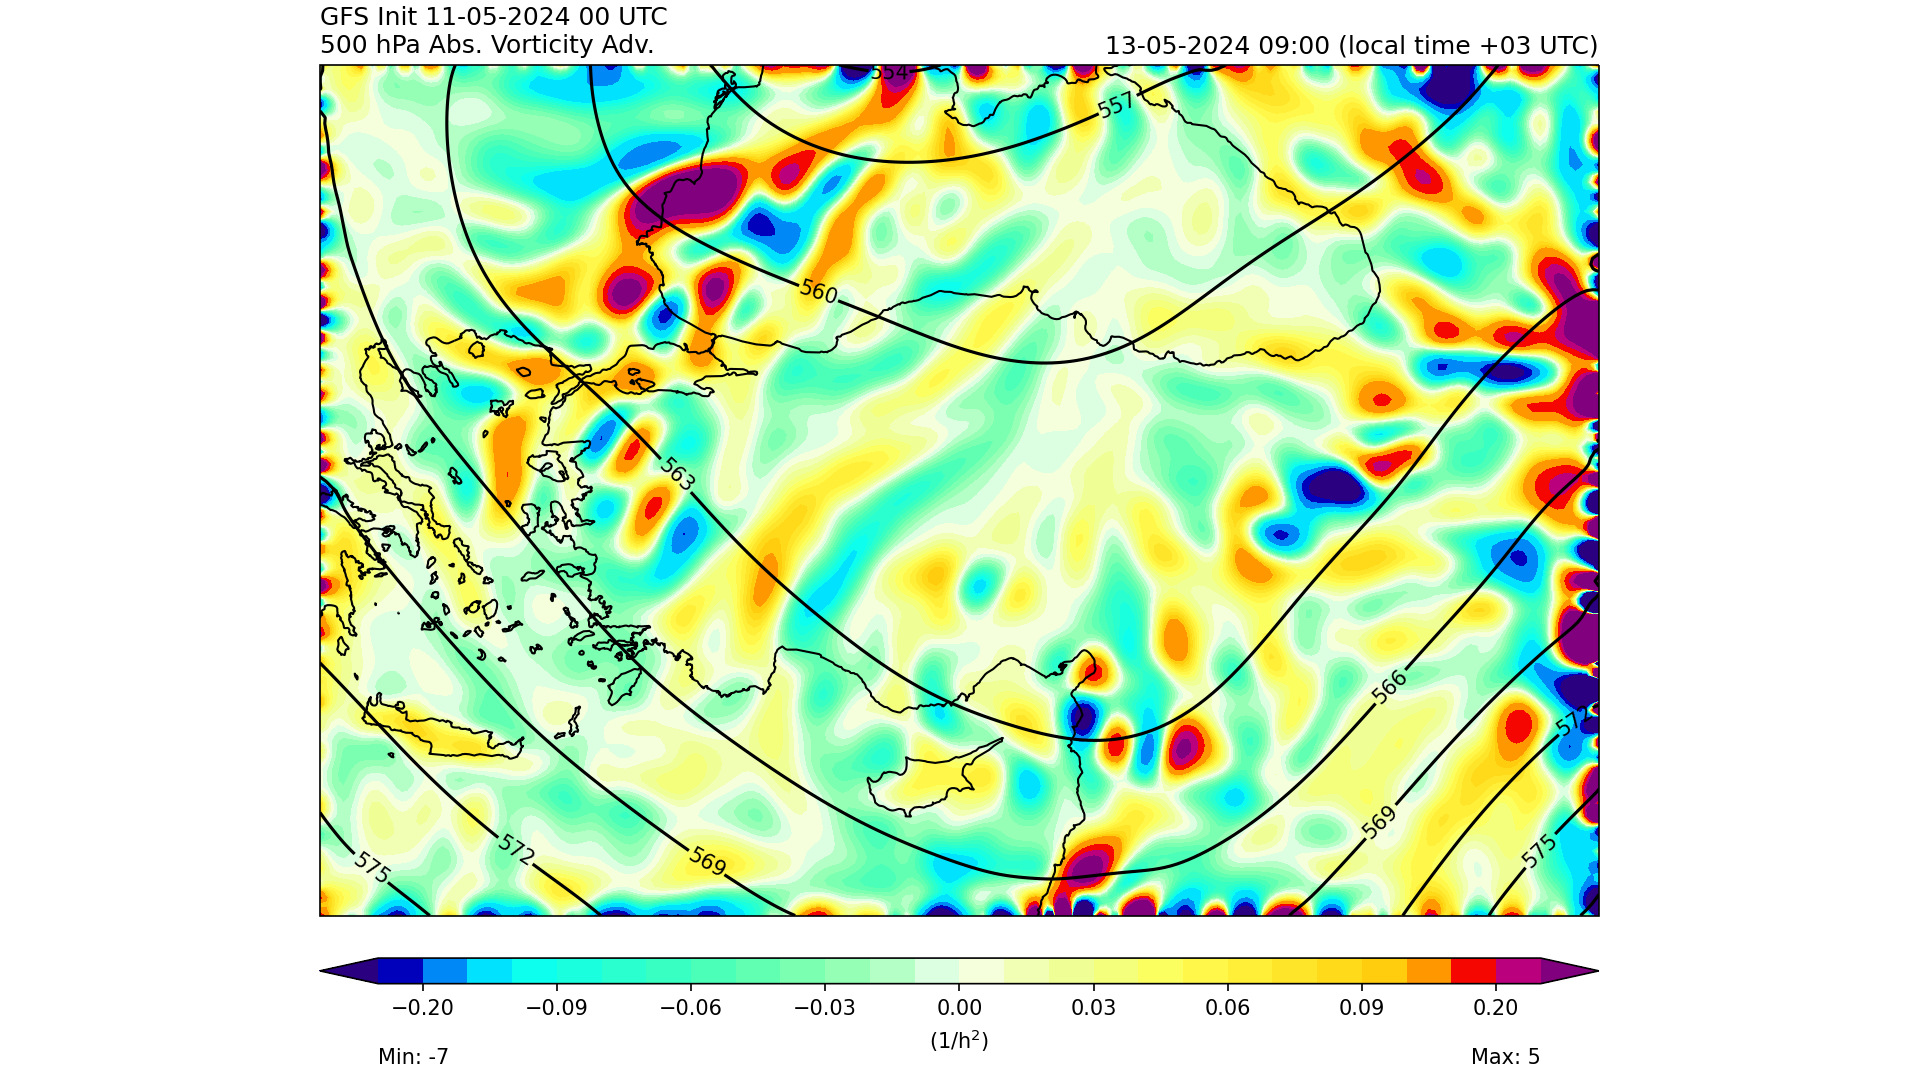 GFS Init 11-05-2024 00 UTC
500 hPa Abs. Vorticity Adv.
13-05-2024 09:00 (local time +03 UTC)
554
557
560
563
566
572
569
575
572
569
575
−0.20 −0.09 −0.06 −0.03 0.00 0.03 0.06 0.09 0.20
(1/h²)
Min: -7
Max: 5